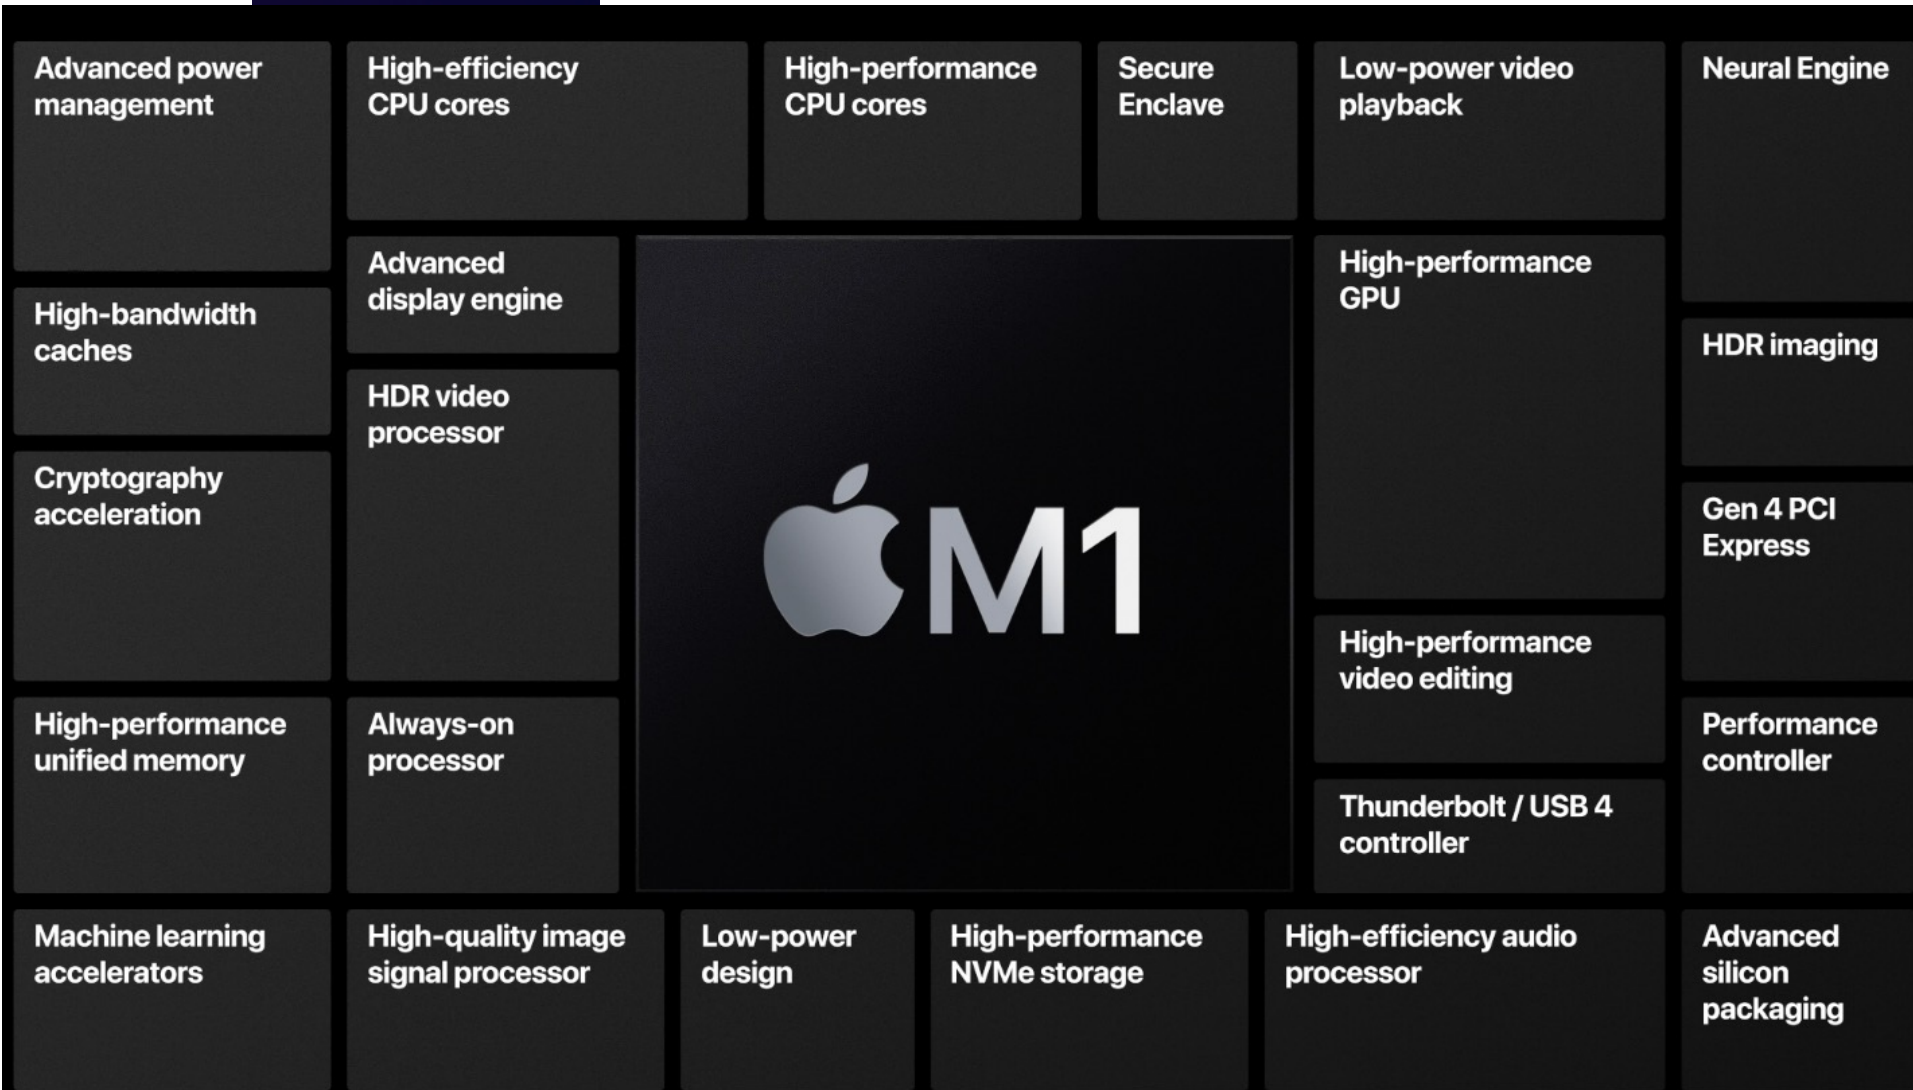 Advanced power
management
High-efficiency
CPU cores
High-performance
CPU cores
Secure
Enclave
Low-power video
playback
Neural Engine
High-bandwidth
caches
Advanced
display engine
High-performance
GPU
HDR imaging
HDR video
processor
Cryptography
acceleration
M1
Gen 4 PCI
Express
High-performance
video editing
High-performance
unified memory
Always-on
processor
Performance
controller
Thunderbolt / USB 4
controller
Machine learning
accelerators
High-quality image
signal processor
Low-power
design
High-performance
NVMe storage
High-efficiency audio
processor
Advanced
silicon
packaging